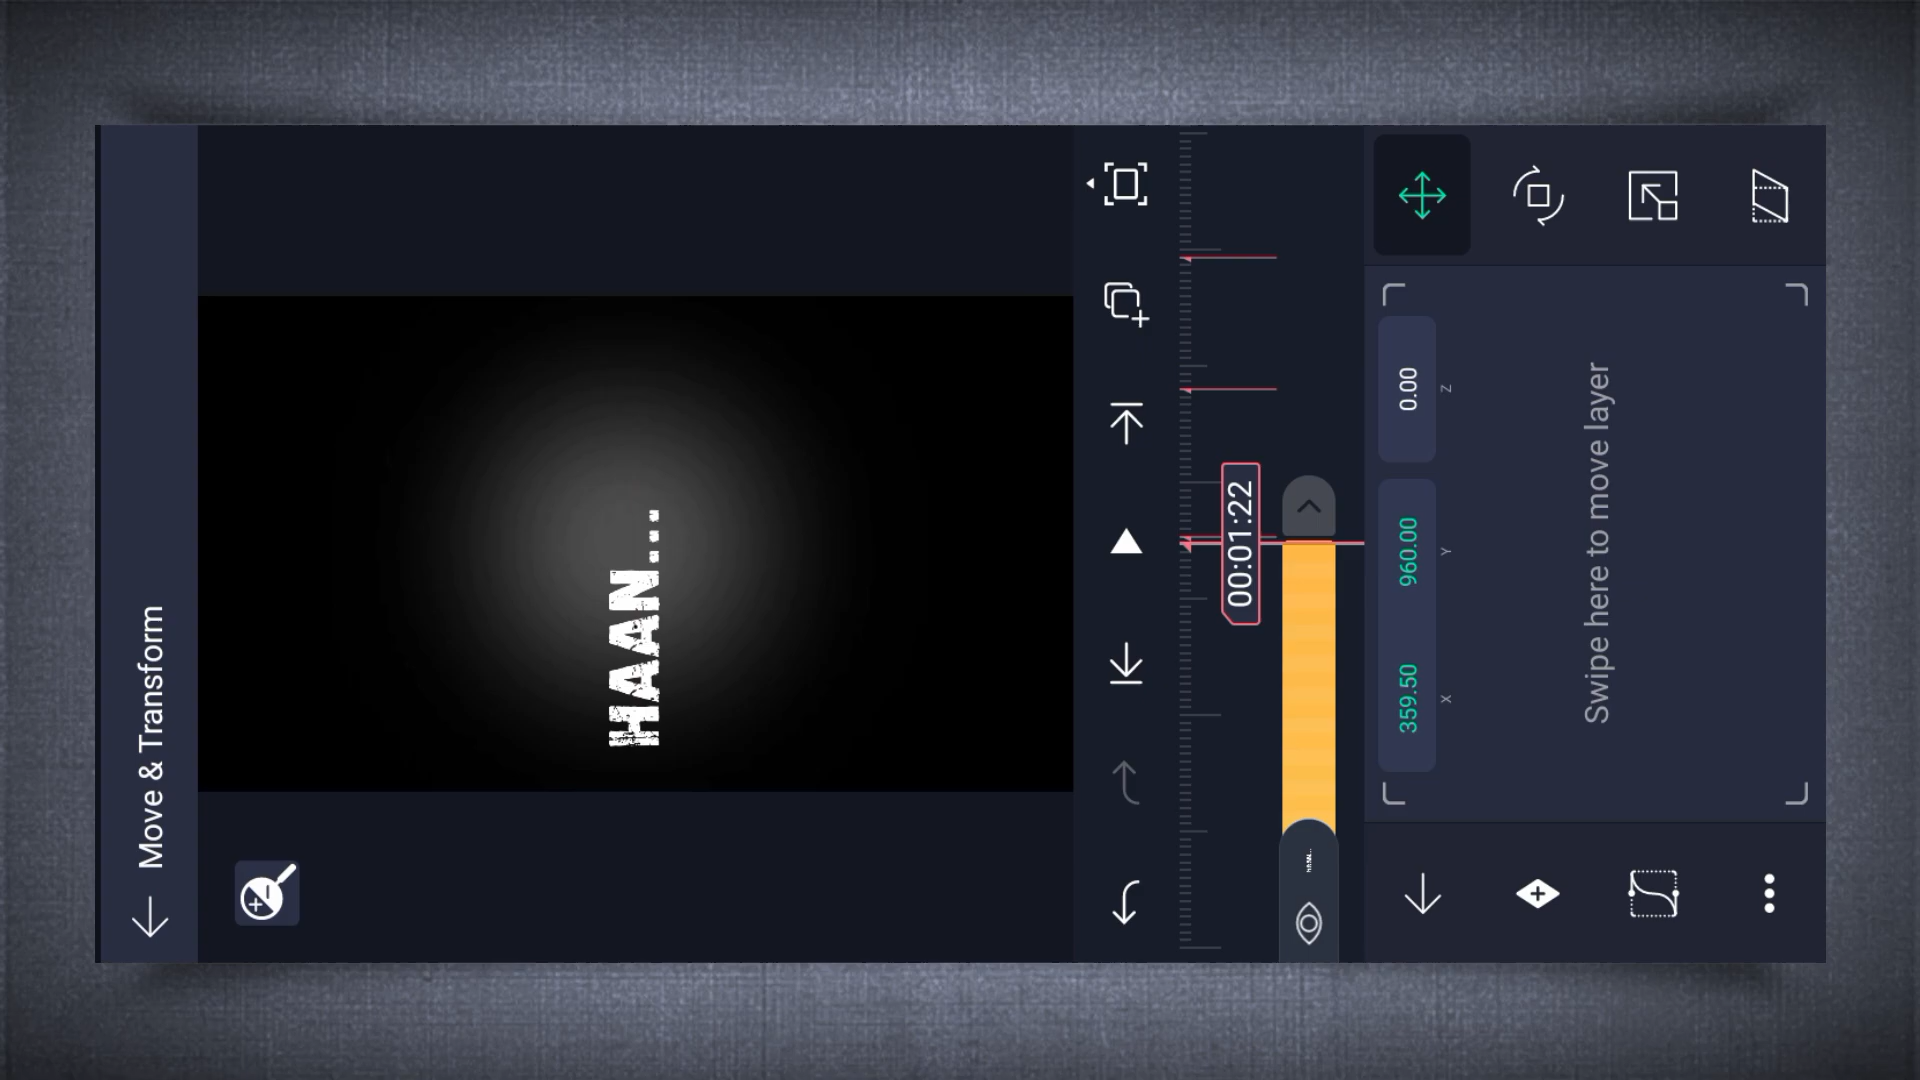 Move & Transform
HAAN...
00:01:22
359.50
960.00
0.00
X
Y
Z
Swipe here to move layer